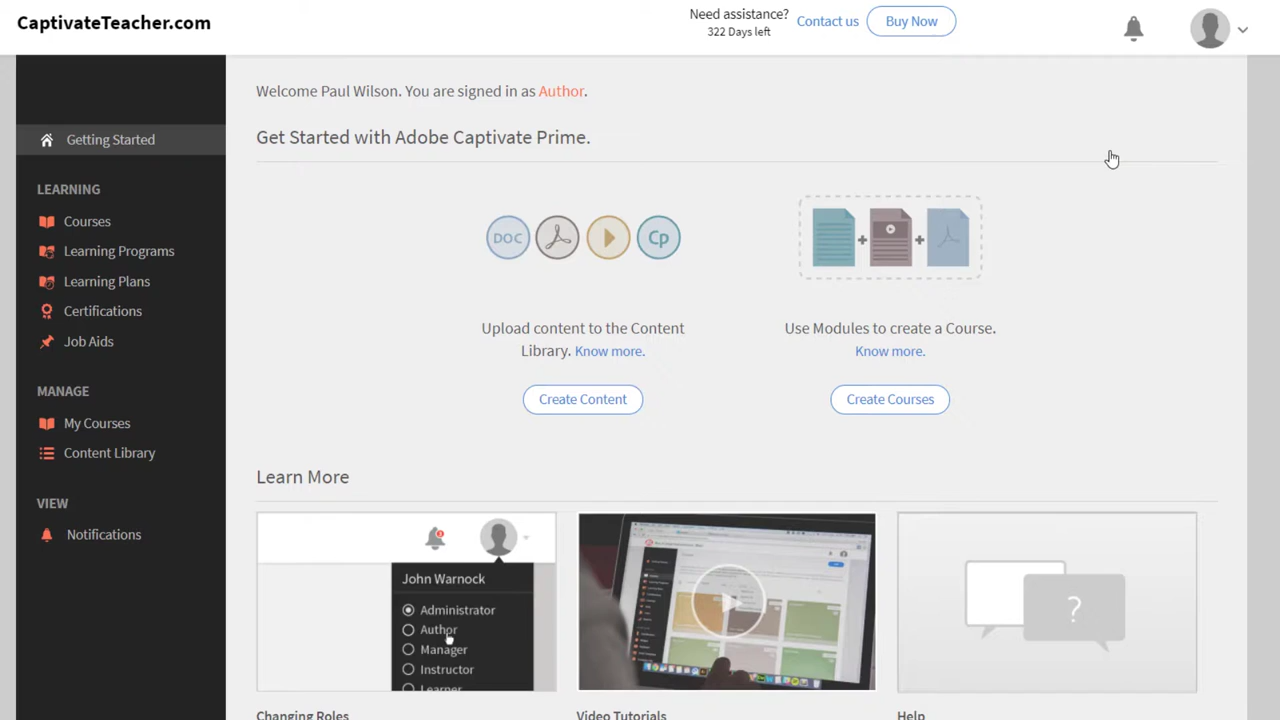 CaptivateTeacher.com
Need assistance?
322 Days left
Contact us
Buy Now
Welcome Paul Wilson. You are signed in as Author.
Getting Started
Get Started with Adobe Captivate Prime.
LEARNING
Courses
Learning Programs
Learning Plans
Certifications
Job Aids
MANAGE
My Courses
Content Library
VIEW
Notifications
DOC
Cp
Upload content to the Content
Library. Know more.
Create Content
Use Modules to create a Course.
Know more.
Create Courses
Learn More
John Warnock
Administrator
Author
Manager
Instructor
Learner
?
Changing Roles
Video Tutorials
Help